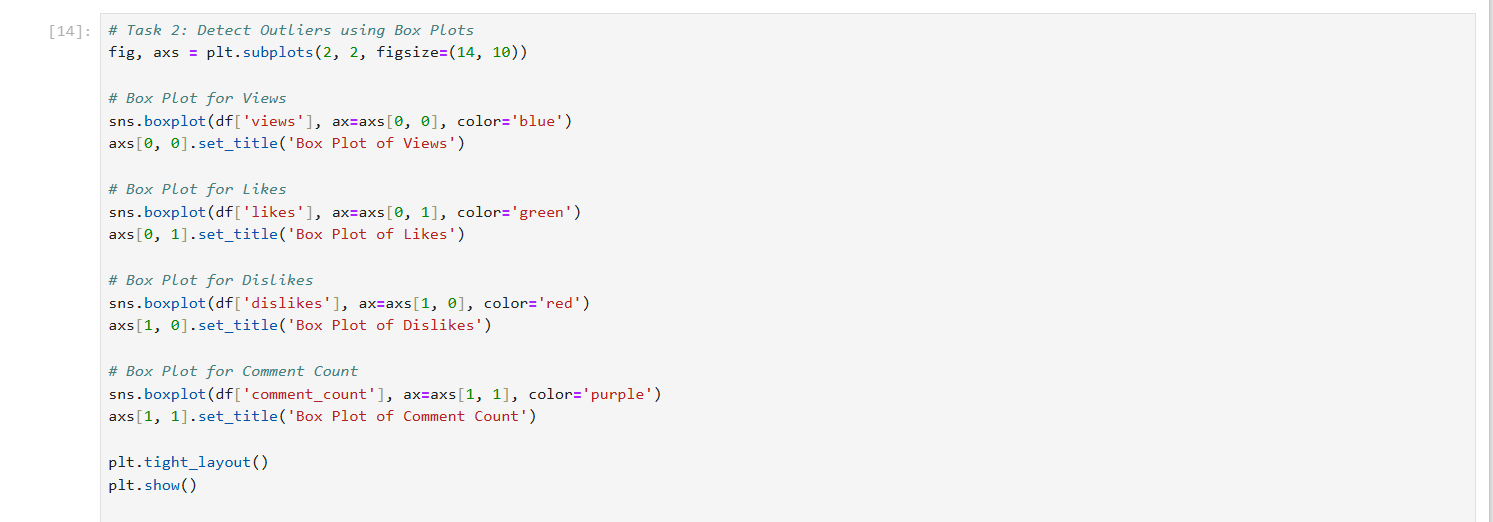 [14]:
# Task 2: Detect Outliers using Box Plots
fig, axs = plt.subplots(2, 2, figsize=(14, 10))
# Box Plot for Views
sns.boxplot(df['views'], ax=axs[0, 0], color='blue')
axs[0, 0].set_title('Box Plot of Views')
# Box Plot for Likes
sns.boxplot(df['likes'], ax=axs[0, 1], color='green')
axs[0, 1].set_title('Box Plot of Likes')
# Box Plot for Dislikes
sns.boxplot(df['dislikes'], ax=axs[1, 0], color='red')
axs[1, 0].set_title('Box Plot of Dislikes')
# Box Plot for Comment Count
sns.boxplot(df['comment_count'], ax=axs[1, 1], color='purple')
axs[1, 1].set_title('Box Plot of Comment Count')
plt.tight_layout()
plt.show()